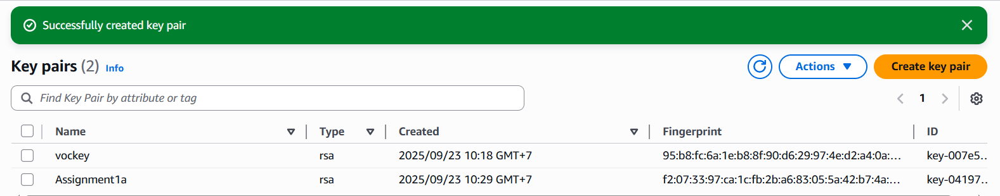 Successfully created key pair
Key pairs (2) Info
Actions
Create key pair
Find Key Pair by attribute or tag
1
Name Type Created Fingerprint ID
vockey rsa 2025/09/23 10:18 GMT+7 95:b8:fc:6a:1e:b8:8f:90:d6:29:97:4e:d2:a4:0a:... key-007e5...
Assignment1a rsa 2025/09/23 10:29 GMT+7 f2:07:33:97:ca:1c:fb:2b:a6:83:05:5a:42:b7:4a:... key-04197...